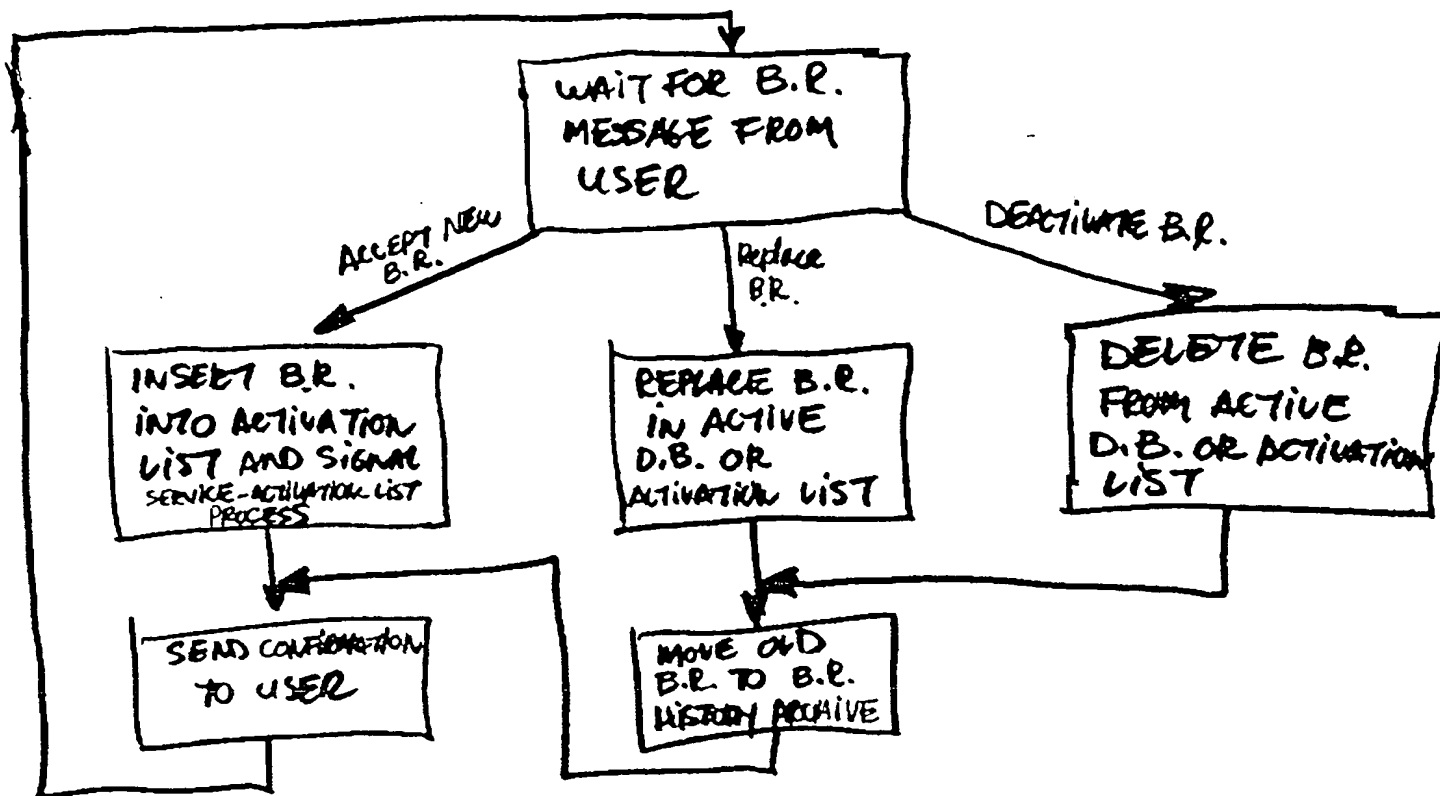 WAIT FOR B.R.
MESSAGE FROM
USER
ACCEPT NEW
B.R.
Replace
B.R.
DEACTIVATE B.R.
INSERT B.R.
INTO ACTIVATION
LIST AND SIGNAL
SERVICE-ACTIVATION LIST
PROCESS
REPLACE B.R.
IN ACTIVE
D.B. OR
ACTIVATION LIST
DELETE B.R.
FROM ACTIVE
D.B. OR ACTIVATION
LIST
SEND CONFIRMATION
TO USER
MOVE OLD
B.R. TO B.R.
HISTORY ARCHIVE